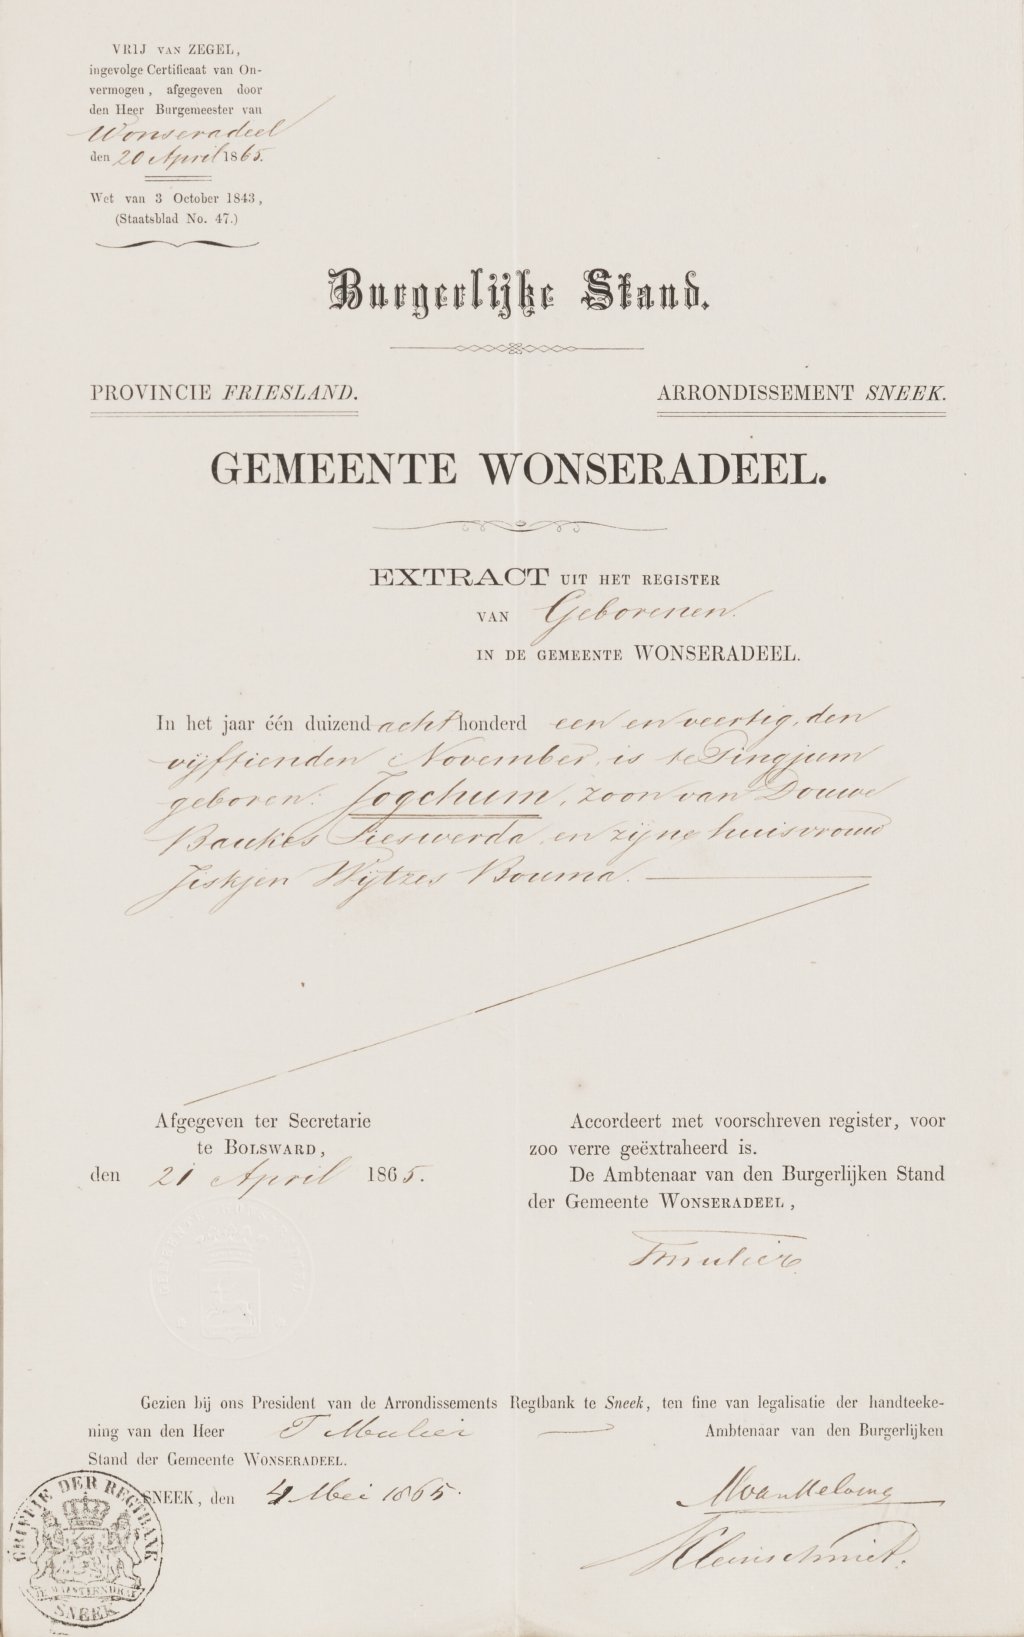 VRIJ VAN ZEGEL,
ingevolge Certificaat van On-
vermogen, afgegeven door
den Heer Burgemeester van
Wonseradeel
den 20 April 1865.
Wet van 3 October 1843,
(Staatsblad No. 47.)
Burgerlijke Stand.
PROVINCIE FRIESLAND. ARRONDISSEMENT SNEEK.
GEMEENTE WONSERADEEL.
EXTRACT UIT HET REGISTER
VAN Geborenen.
IN DE GEMEENTE WONSERADEEL.
In het jaar één duizend acht honderd een en veertig, den
vijftienden November, is te Pingjum
geboren: Jogchum, zoon van Douwe
Baukes Sieswerda, en zijne huisvrouw
Jiskjen Wijtzes Bouma.
Afgegeven ter Secretarie
te BOLSWARD,
den 21 April 1865.
Accordeert met voorschreven register, voor
zoo verre geëxtraheerd is.
De Ambtenaar van den Burgerlijken Stand
der Gemeente WONSERADEEL,
TMulier
Gezien bij ons President van de Arrondissements Regtbank te Sneek, ten fine van legalisatie der handteeke-
ning van den Heer T Mulier Ambtenaar van den Burgerlijken
Stand der Gemeente WONSERADEEL.
SNEEK, den 4 Mei 1865.
Kleinschmit.
GRIFFIE DER REGTBANK
SNEEK